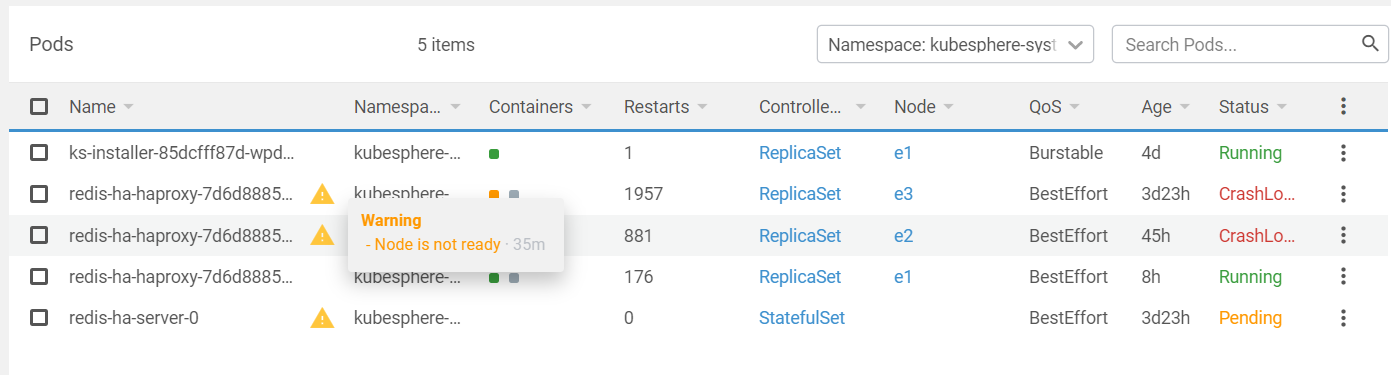 Pods 5 items Namespace: kubesphere-syst Search Pods...
Name Namespa... Containers Restarts Controlle... Node QoS Age Status
ks-installer-85dcfff87d-wpd... kubesphere-... 1 ReplicaSet e1 Burstable 4d Running
redis-ha-haproxy-7d6d8885... kubesphere- 1957 ReplicaSet e3 BestEffort 3d23h CrashLo...
Warning
redis-ha-haproxy-7d6d8885... 881 ReplicaSet e2 BestEffort 45h CrashLo...
- Node is not ready · 35m
redis-ha-haproxy-7d6d8885... kubesphere-... 176 ReplicaSet e1 BestEffort 8h Running
redis-ha-server-0 kubesphere-... 0 StatefulSet BestEffort 3d23h Pending